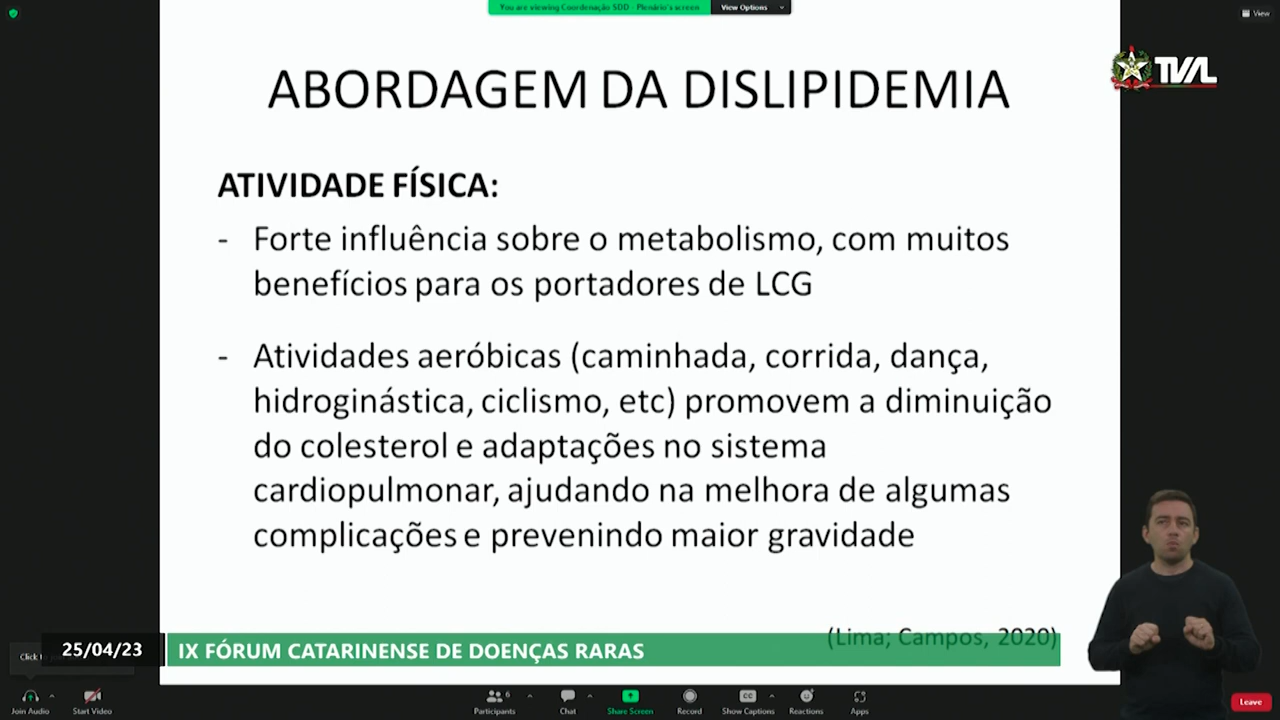 You are viewing Coordenação SDD - Plenário's screen
View Options
View
TVAL
ABORDAGEM DA DISLIPIDEMIA
ATIVIDADE FÍSICA:
- Forte influência sobre o metabolismo, com muitos
benefícios para os portadores de LCG
- Atividades aeróbicas (caminhada, corrida, dança,
hidroginástica, ciclismo, etc) promovem a diminuição
do colesterol e adaptações no sistema
cardiopulmonar, ajudando na melhora de algumas
complicações e prevenindo maior gravidade
(Lima; Campos, 2020)
Click
25/04/23
IX FÓRUM CATARINENSE DE DOENÇAS RARAS
Join Audio
Start Video
Participants
6
Chat
Share Screen
Record
CC
Show Captions
Reactions
Apps
Leave